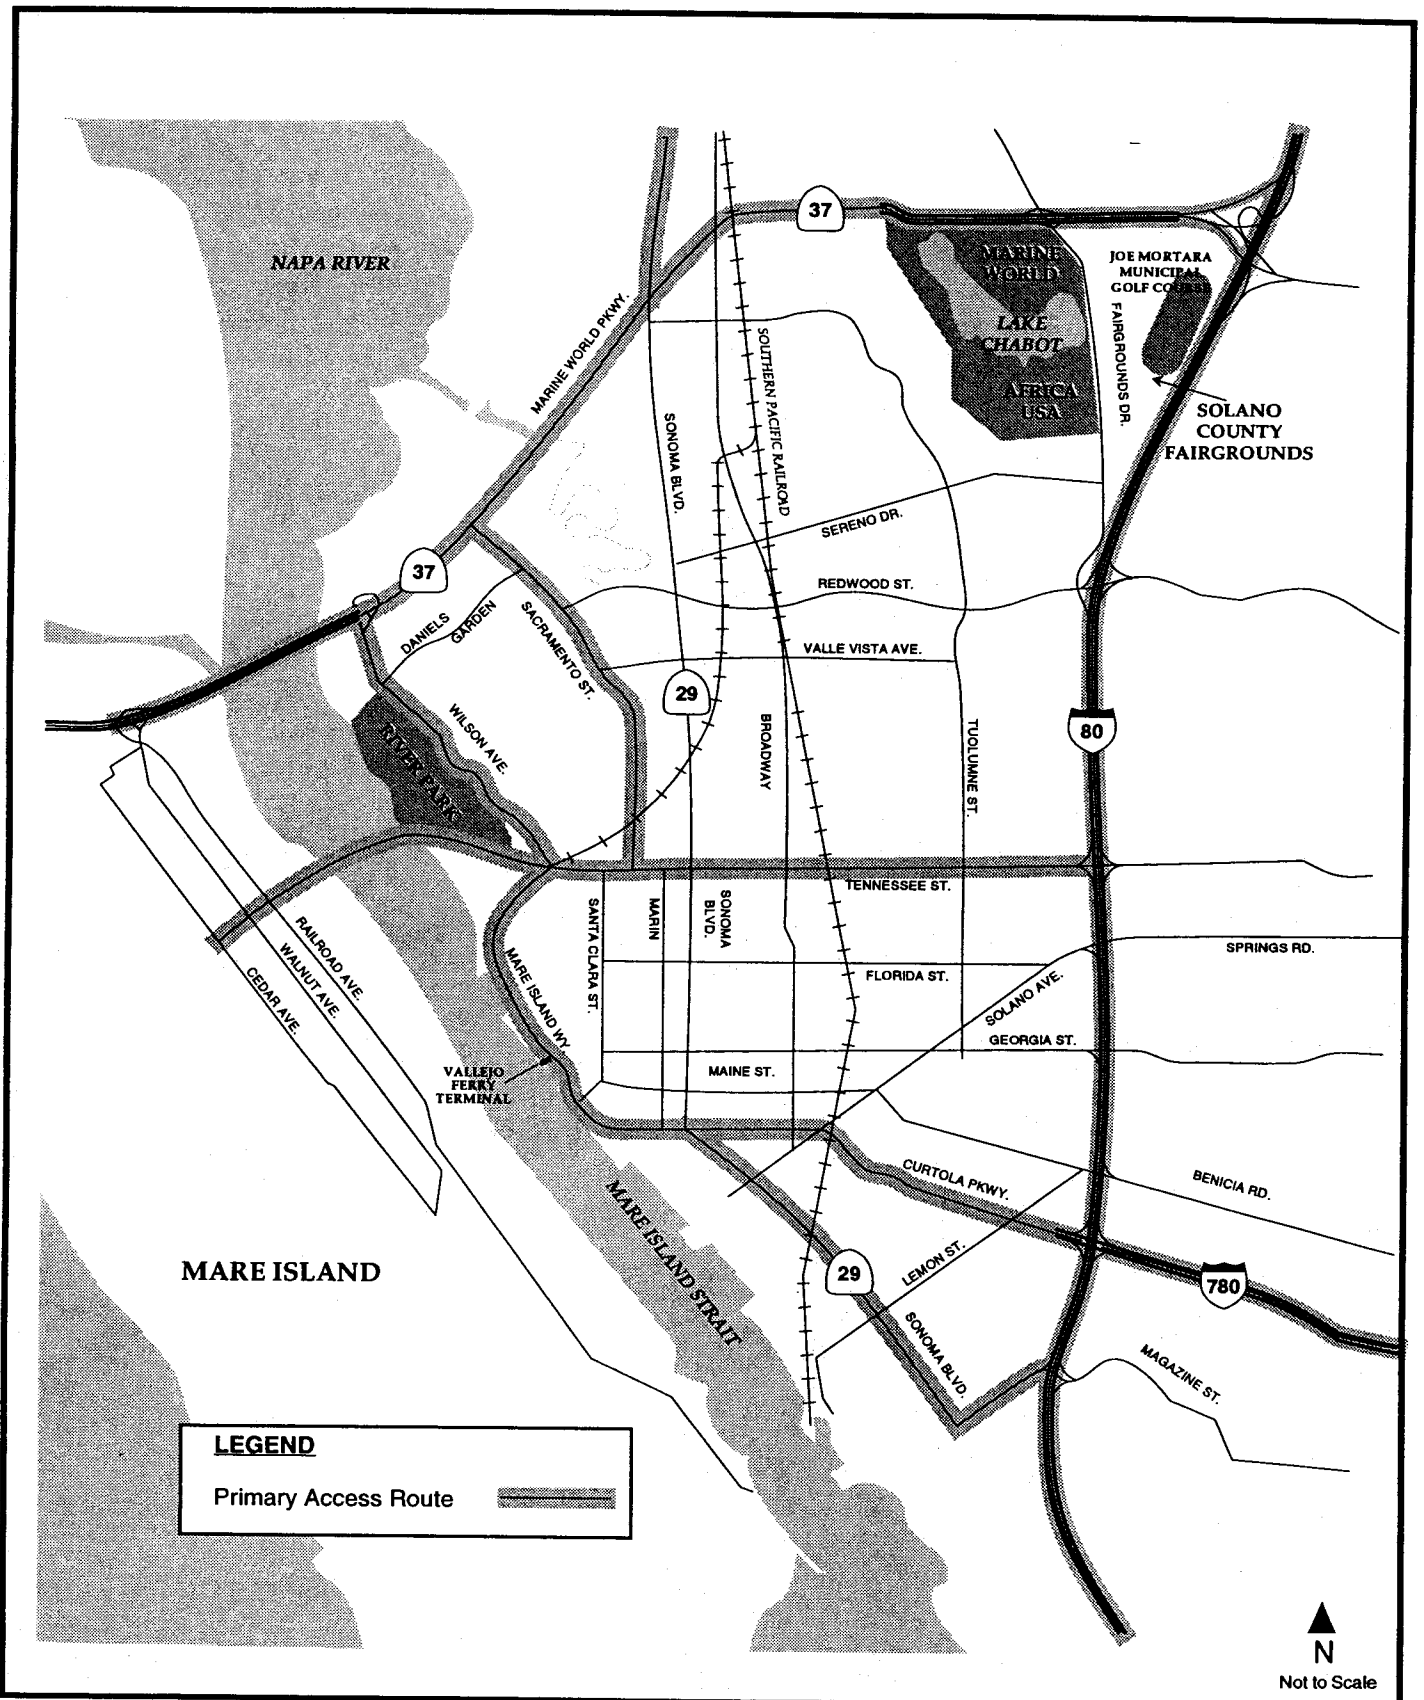 37
NAPA RIVER
MARINE
WORLD
JOE MORTARA
MUNICIPAL
GOLF COURSE
MARINE WORLD PKWY.
LAKE
CHABOT
FAIRGROUNDS DR.
SOUTHERN PACIFIC RAILROAD
AFRICA
USA
SOLANO
COUNTY
FAIRGROUNDS
SONOMA BLVD.
SERENO DR.
37
REDWOOD ST.
DANIELS
GARDEN
SACRAMENTO ST.
VALLE VISTA AVE.
29
WILSON AVE.
RIVER PARK
BROADWAY
TUOLUMNE ST.
80
TENNESSEE ST.
SANTA CLARA ST.
MARIN
SONOMA
BLVD.
RAILROAD AVE.
WALNUT AVE.
CEDAR AVE.
MARE ISLAND WY
FLORIDA ST.
SPRINGS RD.
SOLANO AVE.
GEORGIA ST.
MAINE ST.
VALLEJO
FERRY
TERMINAL
CURTOLA PKWY.
BENICIA RD.
MARE ISLAND STRAIT
MARE ISLAND
29
LEMON ST.
780
SONOMA BLVD.
MAGAZINE ST.
LEGEND
Primary Access Route
N
Not to Scale